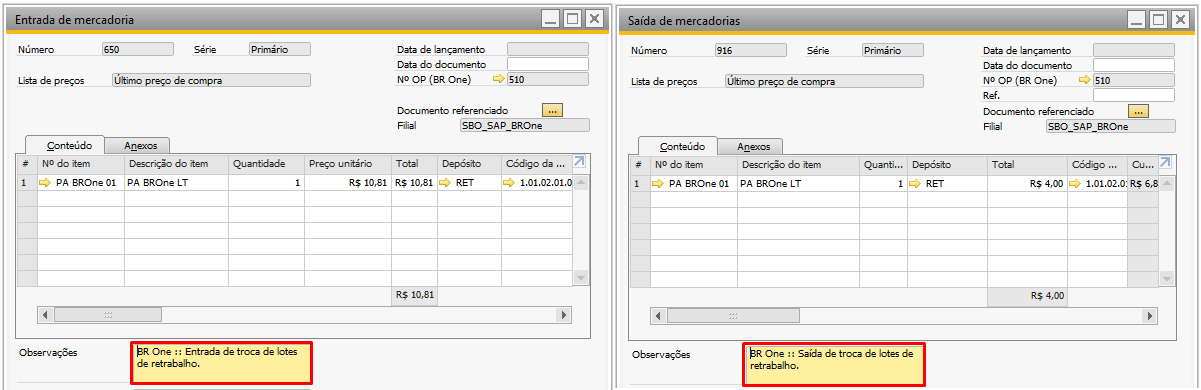 Entrada de mercadoria
Número 650 Série Primário
Data de lançamento
Data do documento
Lista de preços Último preço de compra
Nº OP (BR One) 510
Documento referenciado ...
Filial SBO_SAP_BROne
Conteúdo Anexos
# Nº do item Descrição do item Quantidade Preço unitário Total Depósito Código da ...
1 PA BROne 01 PA BROne LT 1 R$ 10,81 R$ 10,81 RET 1.01.02.01.0
R$ 10,81
Observações
BR One :: Entrada de troca de lotes
de retrabalho.
Saída de mercadorias
Número 916 Série Primário
Data de lançamento
Data do documento
Lista de preços Último preço de compra
Nº OP (BR One) 510
Ref.
Documento referenciado ...
Filial SBO_SAP_BROne
Conteúdo Anexos
# Nº do item Descrição do item Quanti... Depósito Total Código ... Cu...
1 PA BROne 01 PA BROne LT 1 RET R$ 4,00 1.01.02.01 R$ 6,8
R$ 4,00
Observações
BR One :: Saída de troca de lotes de
retrabalho.